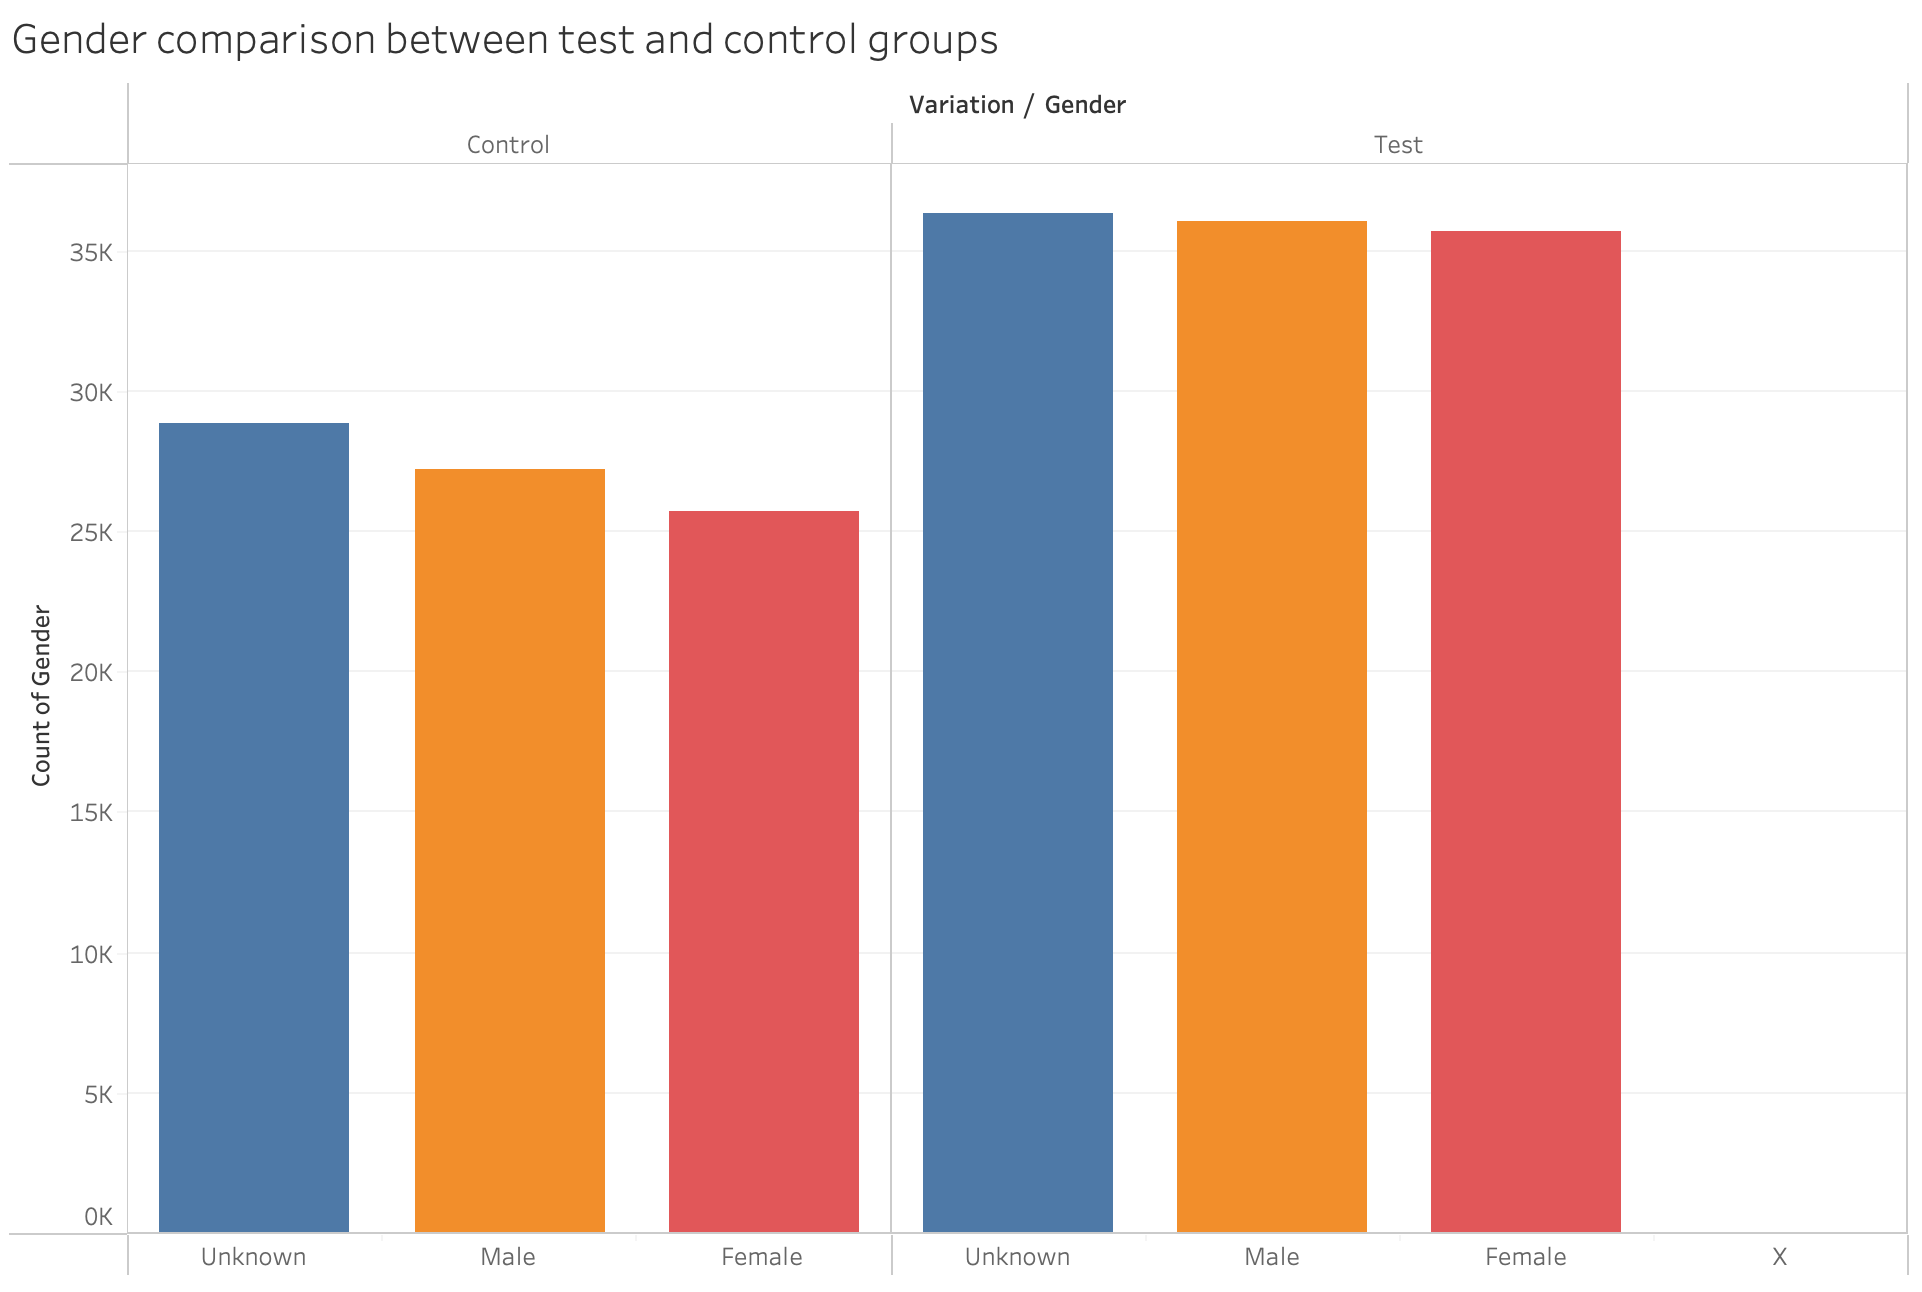 Gender comparison between test and control groups
Variation / Gender
Control
Test
Count of Gender
35K
30K
25K
20K
15K
10K
5K
0K
Unknown Male Female Unknown Male Female X